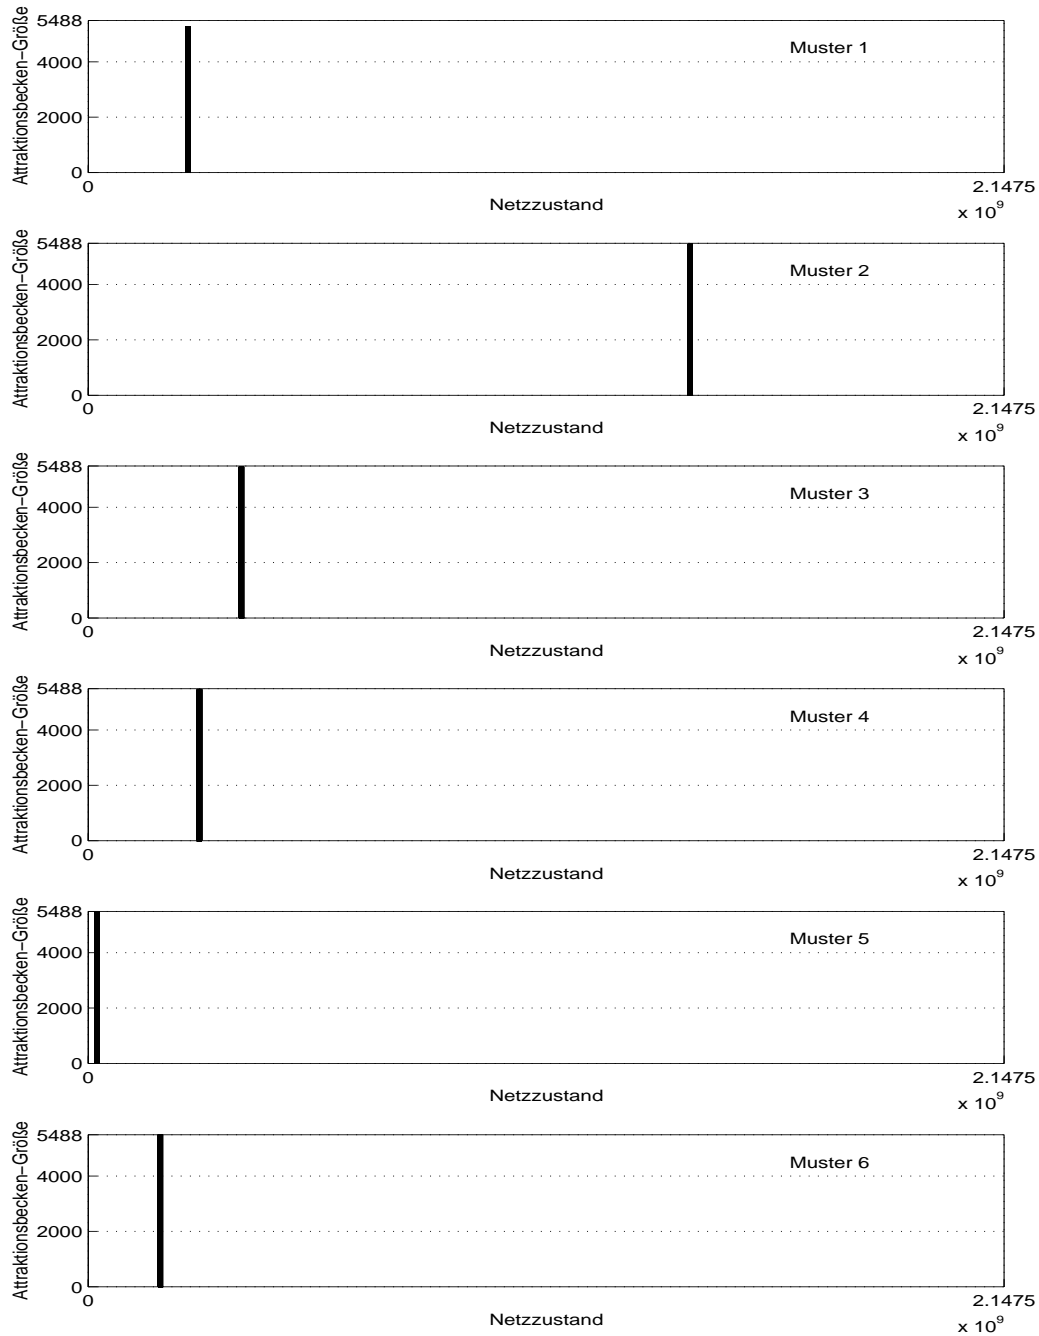 5488
Muster 1
4000
2000
0
Attraktionsbecken-Größe
0
2.1475
Netzzustand
x 10^9
5488
Muster 2
4000
2000
0
Attraktionsbecken-Größe
0
2.1475
Netzzustand
x 10^9
5488
Muster 3
4000
2000
0
Attraktionsbecken-Größe
0
2.1475
Netzzustand
x 10^9
5488
Muster 4
4000
2000
0
Attraktionsbecken-Größe
0
2.1475
Netzzustand
x 10^9
5488
Muster 5
4000
2000
0
Attraktionsbecken-Größe
0
2.1475
Netzzustand
x 10^9
5488
Muster 6
4000
2000
0
Attraktionsbecken-Größe
0
2.1475
Netzzustand
x 10^9